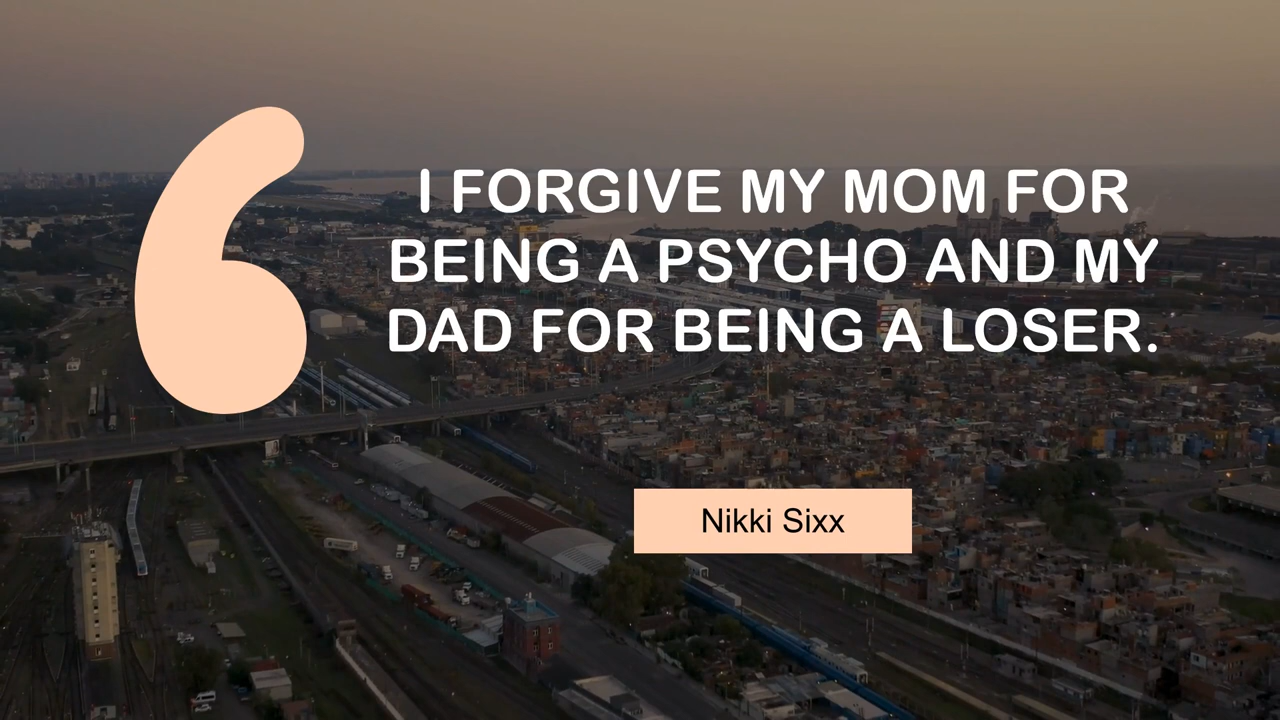 I FORGIVE MY MOM FOR
BEING A PSYCHO AND MY
DAD FOR BEING A LOSER.
Nikki Sixx